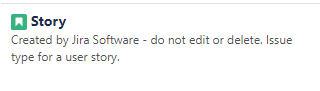 Story
Created by Jira Software - do not edit or delete. Issue
type for a user story.